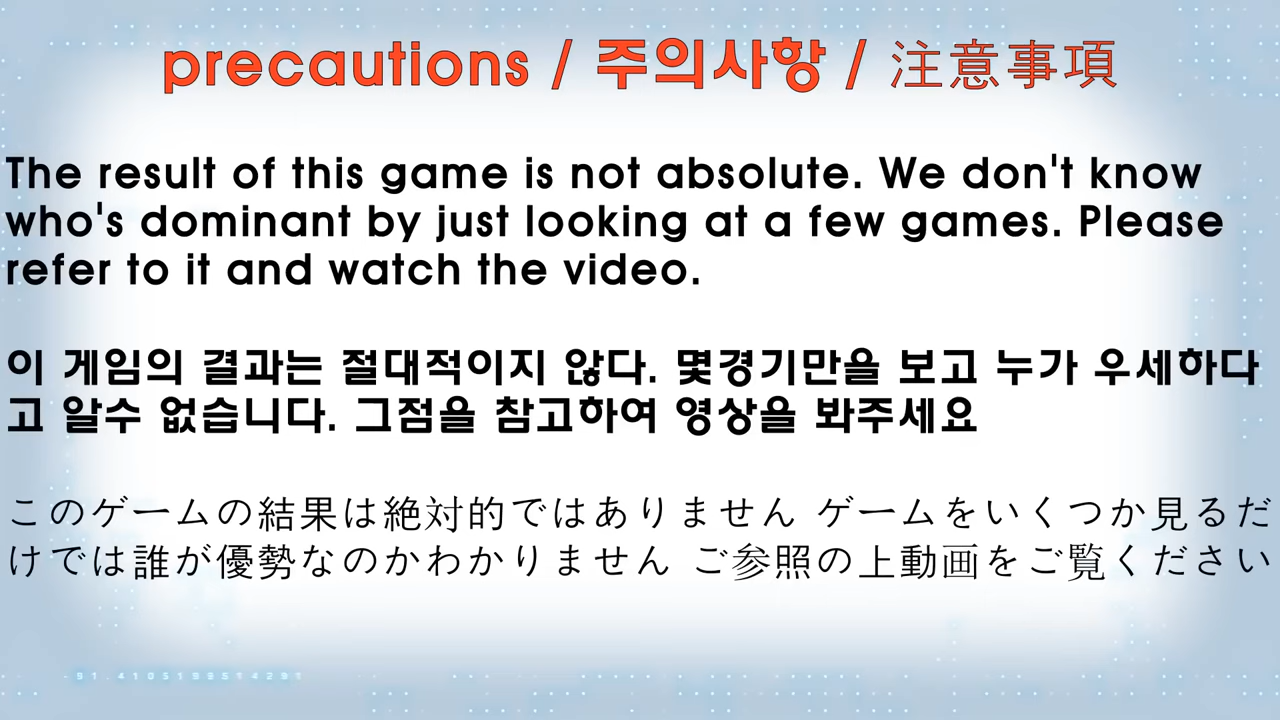 precautions / 주의사항 / 注意事項
The result of this game is not absolute. We don't know
who's dominant by just looking at a few games. Please
refer to it and watch the video.
이 게임의 결과는 절대적이지 않다. 몇경기만을 보고 누가 우세하다
고 알수 없습니다. 그점을 참고하여 영상을 봐주세요
このゲームの結果は絶対的ではありません ゲームをいくつか見るだ
けでは誰が優勢なのかわかりません ご参照の上動画をご覧ください